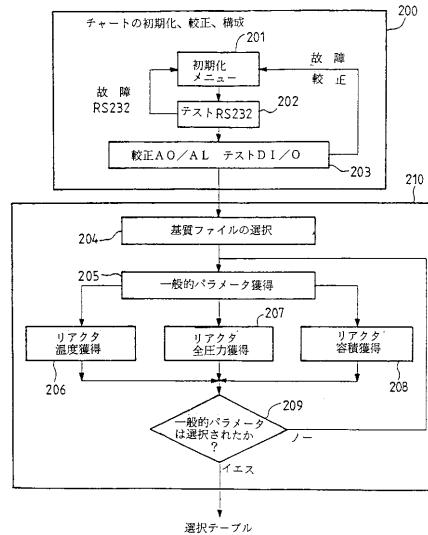 200
チャートの初期化、較正、構成
201
初期化
メニュー
故障
較正
故障
RS232
テストRS232
202
較正AO/AL テストDI/O
203
210
204
基質ファイルの選択
205
一般的パラメータ獲得
207
リアクタ
温度獲得
リアクタ
全圧力獲得
リアクタ
容積獲得
206
208
209
一般的パラメータ
は選択されたか
?
ノー
イエス
選択テーブル